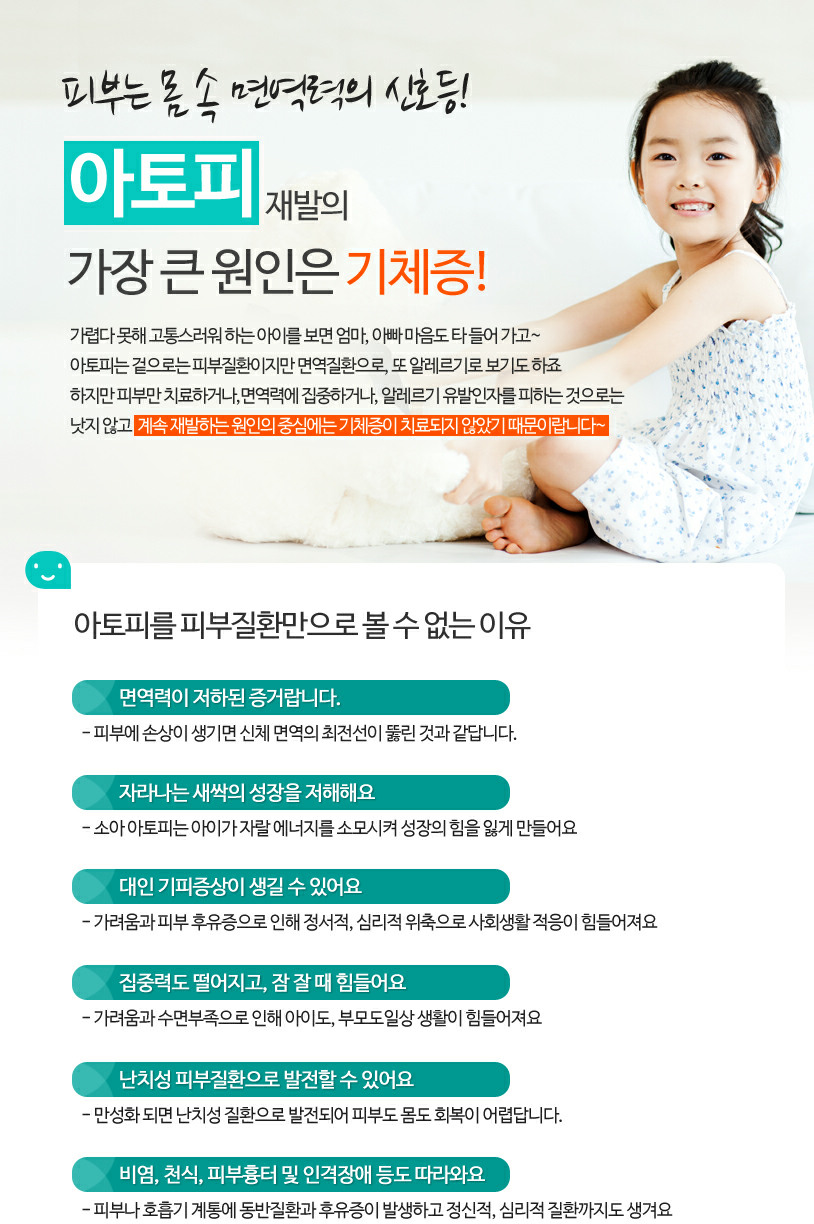 피부는 몸 속 면역력의 신호등!
아토피 재발의
가장 큰 원인은 기체증!
가렵다 못해 고통스러워 하는 아이를 보면 엄마, 아빠 마음도 타 들어 가고~
아토피는 겉으로는 피부질환이지만 면역질환으로, 또 알레르기로 보기도 하죠
하지만 피부만 치료하거나,면역력에 집중하거나, 알레르기 유발인자를 피하는 것으로는
낫지 않고 계속 재발하는 원인의 중심에는 기체증이 치료되지 않았기 때문이랍니다~
아토피를 피부질환만으로 볼 수 없는 이유
면역력이 저하된 증거랍니다.
- 피부에 손상이 생기면 신체 면역의 최전선이 뚫린 것과 같답니다.
자라나는 새싹의 성장을 저해해요
- 소아 아토피는 아이가 자랄 에너지를 소모시켜 성장의 힘을 잃게 만들어요
대인 기피증상이 생길 수 있어요
- 가려움과 피부 후유증으로 인해 정서적, 심리적 위축으로 사회생활 적응이 힘들어져요
집중력도 떨어지고, 잠 잘 때 힘들어요
- 가려움과 수면부족으로 인해 아이도, 부모도일상 생활이 힘들어져요
난치성 피부질환으로 발전할 수 있어요
- 만성화 되면 난치성 질환으로 발전되어 피부도 몸도 회복이 어렵답니다.
비염, 천식, 피부흉터 및 인격장애 등도 따라와요
- 피부나 호흡기 계통에 동반질환과 후유증이 발생하고 정신적, 심리적 질환까지도 생겨요